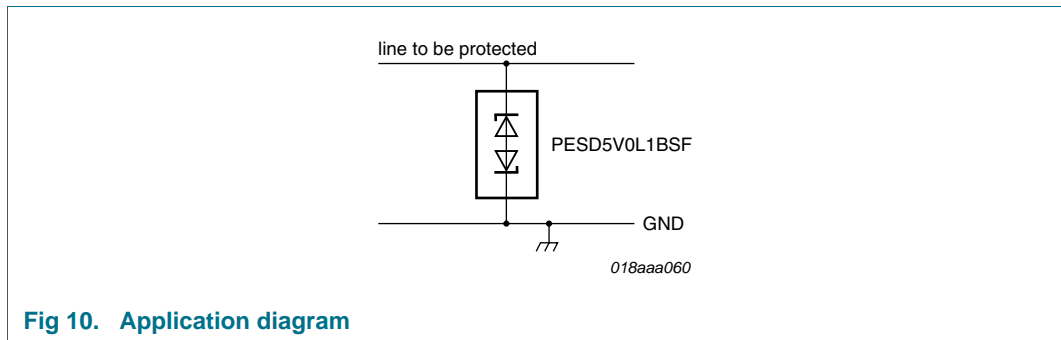 line to be protected
PESD5V0L1BSF
GND
018aaa060
Fig 10. Application diagram